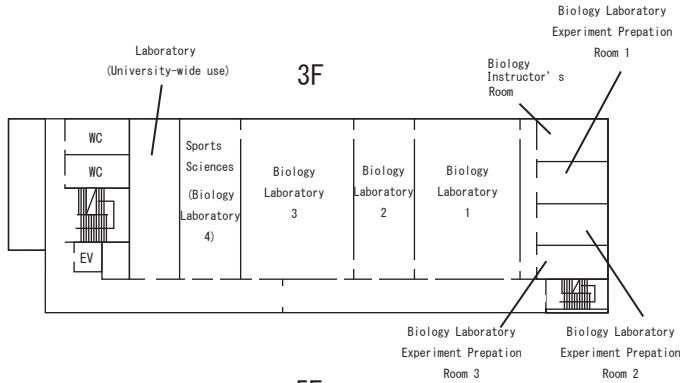 Biology Laboratory
Experiment Prepation
Room 1
Laboratory
(University-wide use)
3F
Biology
Instructor's
Room
WC
WC
EV
Sports
Sciences
(Biology
Laboratory
4)
Biology
Laboratory
3
Biology
Laboratory
2
Biology
Laboratory
1
Biology Laboratory
Experiment Prepation
Room 3
Biology Laboratory
Experiment Prepation
Room 2